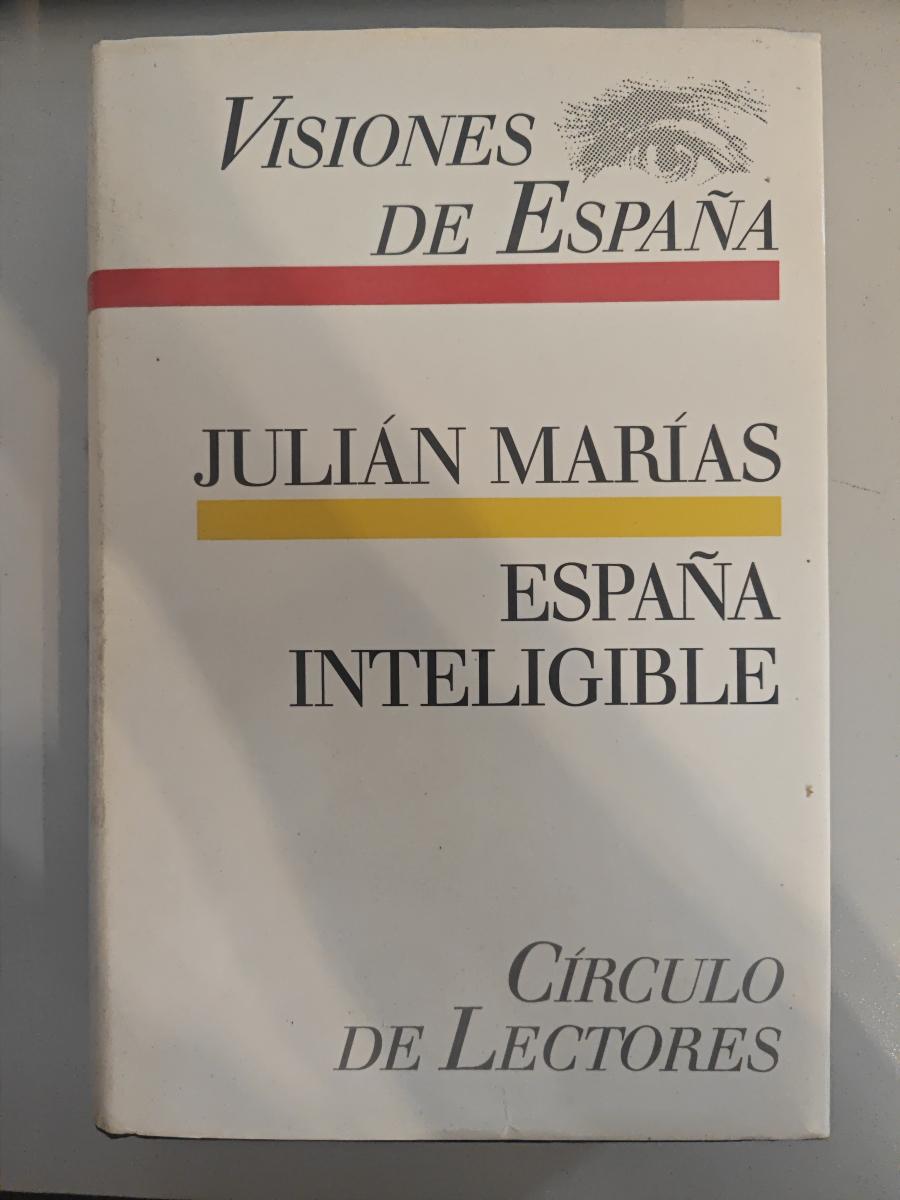 VISIONES
DE ESPAÑA
JULIÁN MARÍAS
ESPAÑA
INTELIGIBLE
CÍRCULO
DE LECTORES